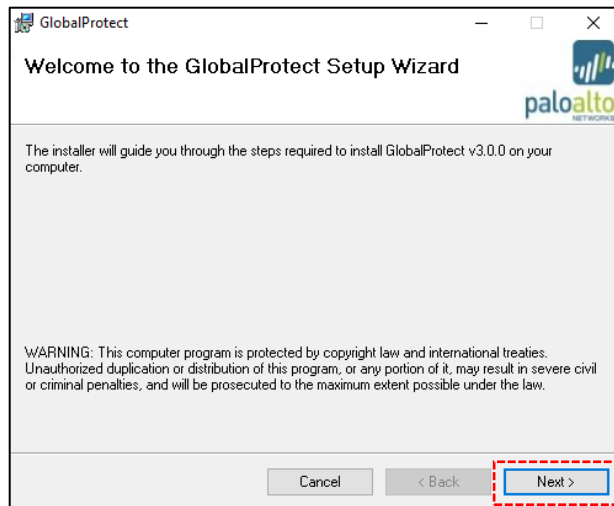 GlobalProtect
Welcome to the GlobalProtect Setup Wizard
paloalto
NETWORKS
The installer will guide you through the steps required to install GlobalProtect v3.0.0 on your
computer.
WARNING: This computer program is protected by copyright law and international treaties.
Unauthorized duplication or distribution of this program, or any portion of it, may result in severe civil
or criminal penalties, and will be prosecuted to the maximum extent possible under the law.
Cancel < Back Next >